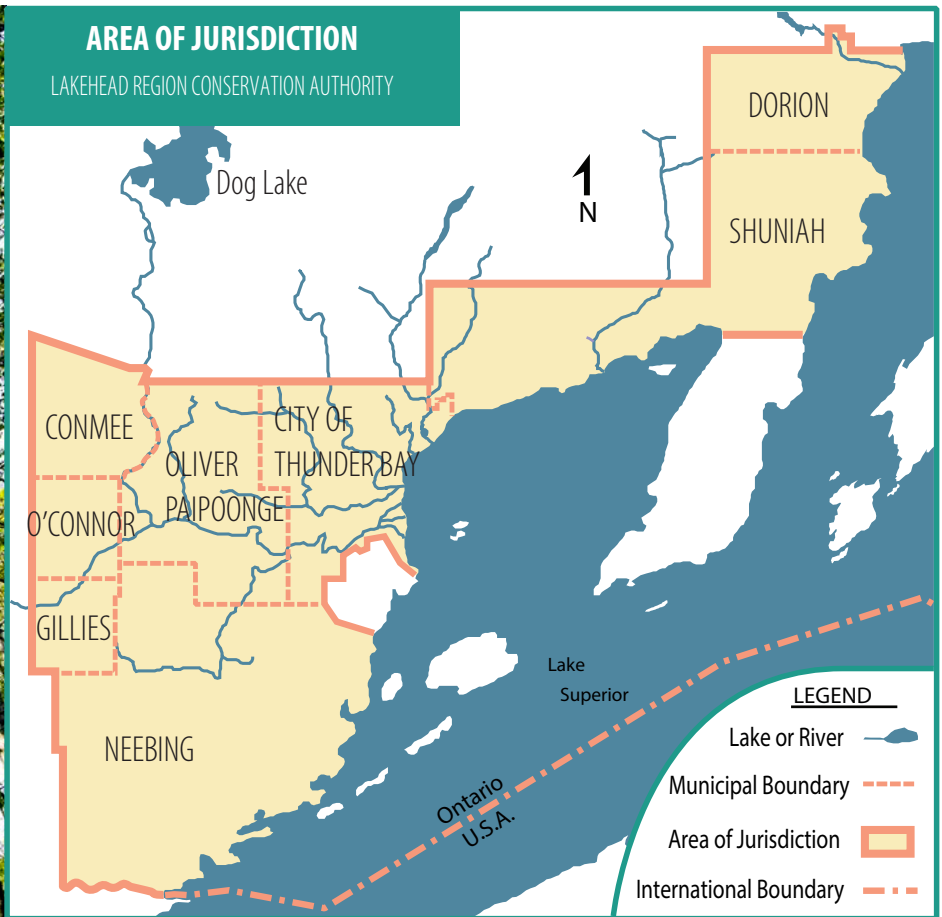 AREA OF JURISDICTION
LAKEHEAD REGION CONSERVATION AUTHORITY
DORION
Dog Lake
N
SHUNIAH
CONMEE
CITY OF
THUNDER BAY
OLIVER
PAIPOONGE
O'CONNOR
GILLIES
Lake
Superior
NEEBING
Ontario
U.S.A.
LEGEND
Lake or River
Municipal Boundary
Area of Jurisdiction
International Boundary